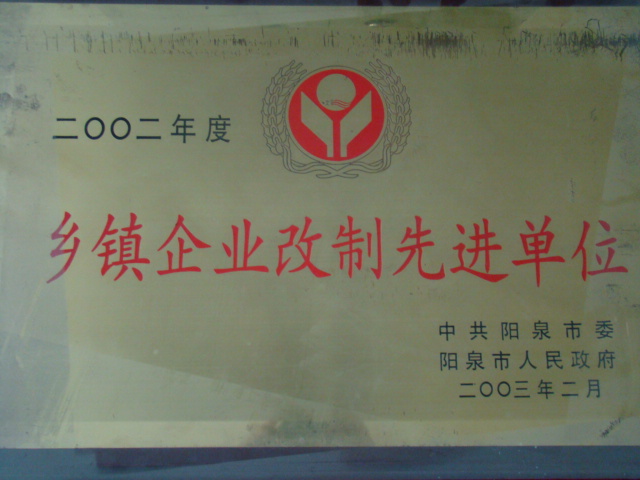 二〇〇二年度
乡镇企业改制先进单位
中共阳泉市委
阳泉市人民政府
二〇〇三年二月